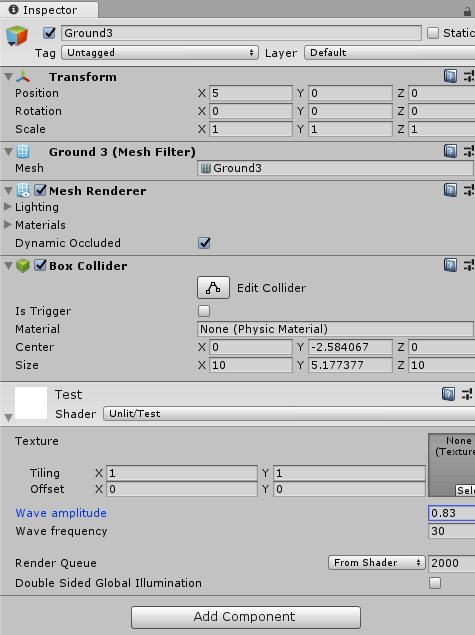 Inspector
Ground3 Static
Tag Untagged Layer Default
Transform
Position X 5 Y 0 Z 0
Rotation X 0 Y 0 Z 0
Scale X 1 Y 1 Z 1
Ground 3 (Mesh Filter)
Mesh Ground3
Mesh Renderer
Lighting
Materials
Dynamic Occluded
Box Collider
Edit Collider
Is Trigger
Material None (Physic Material)
Center X 0 Y -2.584067 Z 0
Size X 10 Y 5.177377 Z 10
Test
Shader Unlit/Test
Texture None
(Texture
Tiling X 1 Y 1
Offset X 0 Y 0
Sel
Wave amplitude 0.83
Wave frequency 30
Render Queue From Shader 2000
Double Sided Global Illumination
Add Component